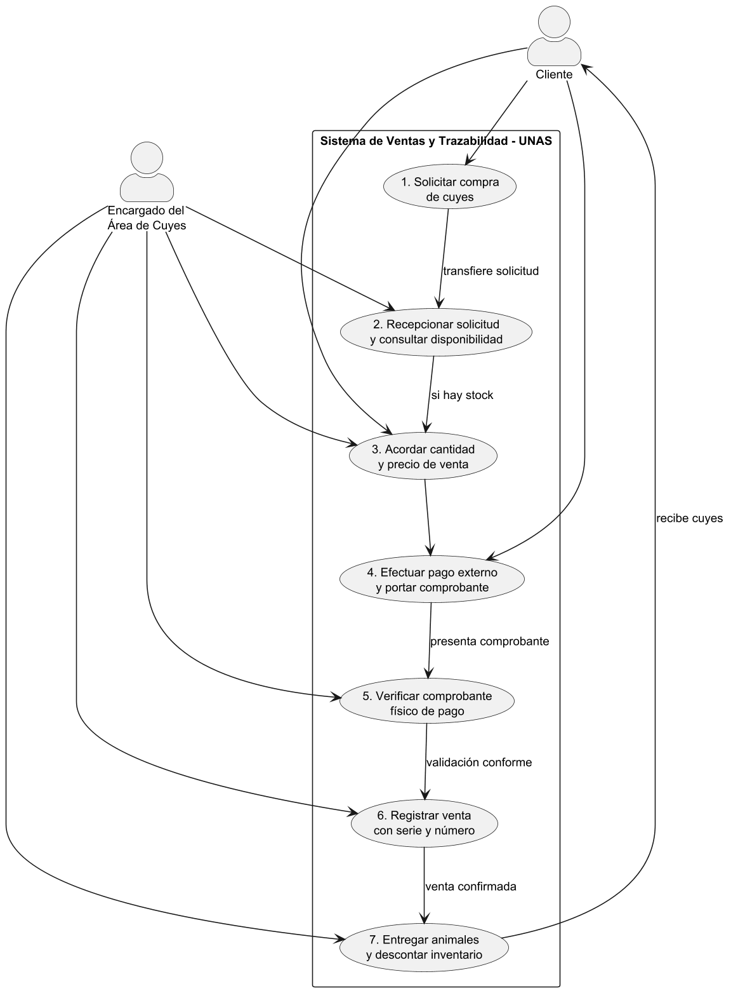 Cliente
Encargado del
Área de Cuyes
Sistema de Ventas y Trazabilidad - UNAS
1. Solicitar compra
de cuyes
transfiere solicitud
2. Recepcionar solicitud
y consultar disponibilidad
si hay stock
3. Acordar cantidad
y precio de venta
recibe cuyes
4. Efectuar pago externo
y portar comprobante
presenta comprobante
5. Verificar comprobante
físico de pago
validación conforme
6. Registrar venta
con serie y número
venta confirmada
7. Entregar animales
y descontar inventario